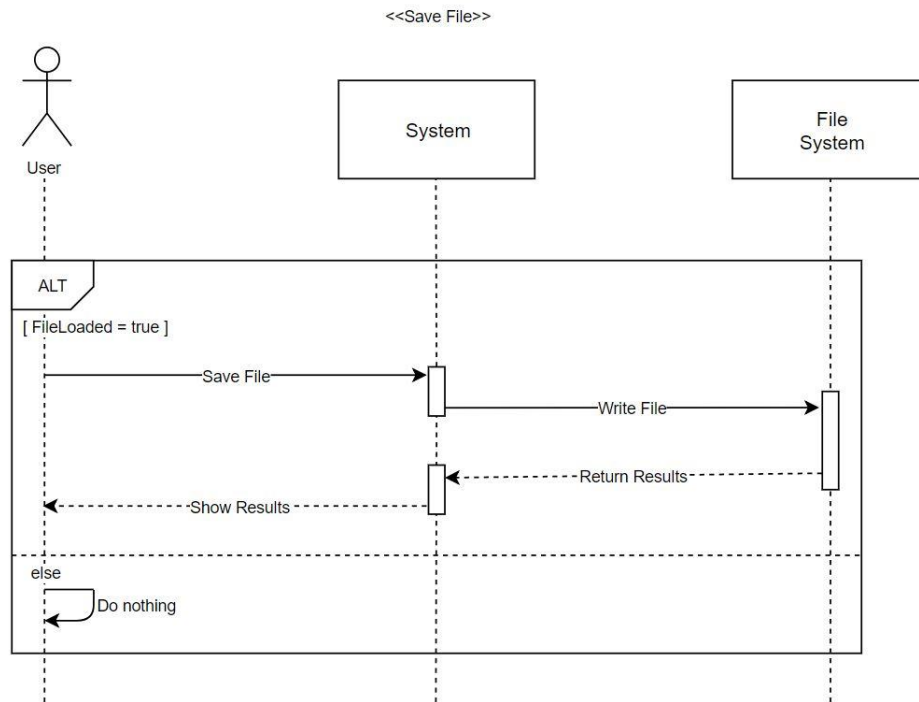 <<Save File>>
User
System
File
System
ALT
[ FileLoaded = true ]
Save File
Write File
Return Results
Show Results
else
Do nothing